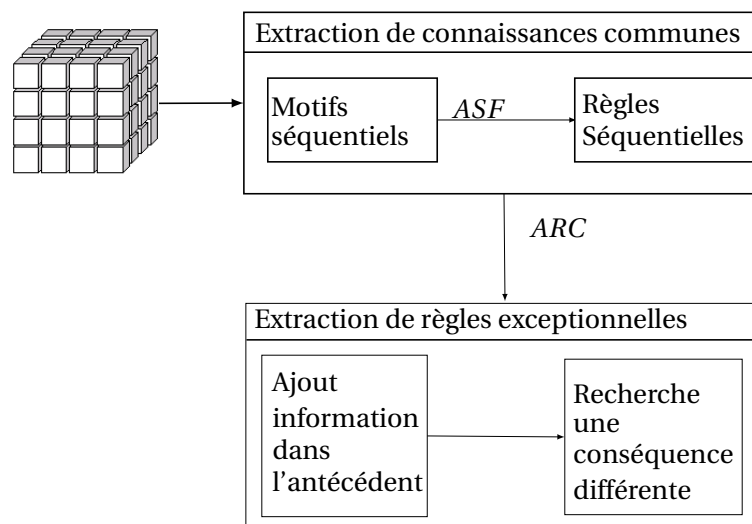 Extraction de connaissances communes
Motifs
séquentiels
ASF
Règles
Séquentielles
ARC
Extraction de règles exceptionnelles
Ajout
information
dans
l'antécédent
Recherche
une
conséquence
différente